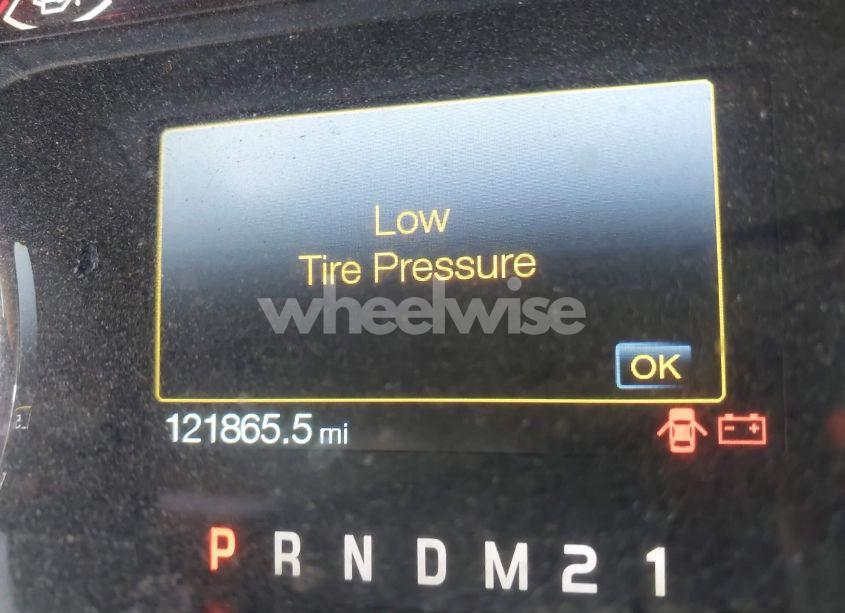 Low
Tire Pressure
wheelwise
OK
121865.5 mi
P R N D M 2 1